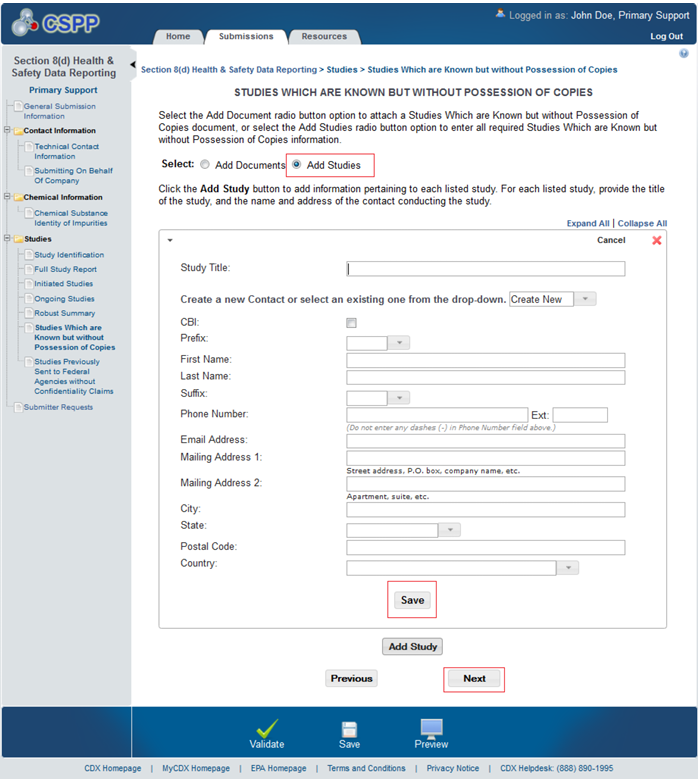 CSPP
Logged in as: John Doe, Primary Support
Home
Submissions
Resources
Log Out
Section 8(d) Health &
Safety Data Reporting
Primary Support
General Submission
Information
Contact Information
Technical Contact
Information
Submitting On Behalf
Of Company
Chemical Information
Chemical Substance
Identity of Impurities
Studies
Study Identification
Full Study Report
Initiated Studies
Ongoing Studies
Robust Summary
Studies Which are
Known but without
Possession of Copies
Studies Previously
Sent to Federal
Agencies without
Confidentiality Claims
Submitter Requests
Section 8(d) Health & Safety Data Reporting > Studies > Studies Which are Known but without Possession of Copies
STUDIES WHICH ARE KNOWN BUT WITHOUT POSSESSION OF COPIES
Select the Add Document radio button option to attach a Studies Which are Known but without Possession of
Copies document, or select the Add Studies radio button option to enter all required Studies Which are Known but
without Possession of Copies information.
Select: Add Documents Add Studies
Click the Add Study button to add information pertaining to each listed study. For each listed study, provide the title
of the study, and the name and address of the contact conducting the study.
Expand All | Collapse All
Cancel
Study Title:
Create a new Contact or select an existing one from the drop-down. Create New
CBI:
Prefix:
First Name:
Last Name:
Suffix:
Phone Number: Ext:
(Do not enter any dashes (-) in Phone Number field above.)
Email Address:
Mailing Address 1:
Street address, P.O. box, company name, etc.
Mailing Address 2:
Apartment, suite, etc.
City:
State:
Postal Code:
Country:
Save
Add Study
Previous
Next
Validate
Save
Preview
CDX Homepage | MyCDX Homepage | EPA Homepage | Terms and Conditions | Privacy Notice | CDX Helpdesk: (888) 890-1995